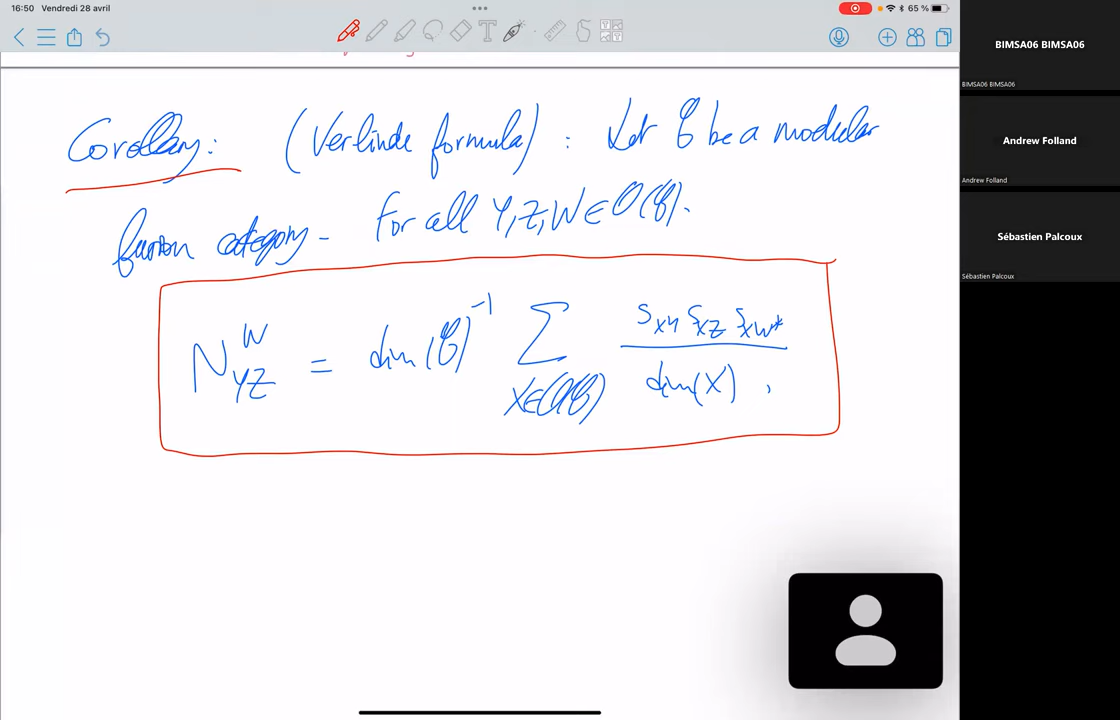 16:50 Vendredi 28 avril
65 %
Corollary: (Verlinde formula): Let 𝒞 be a modular
fusion category. For all Y, Z, W ∈ O(𝒞).
N_{YZ}^{W} = dim(𝒞)^{-1} ∑_{X∈O(𝒞)} \frac{s_{XY} s_{XZ} s_{XW*}}{dim(X)},
BIMSA06 BIMSA06
BIMSA06 BIMSA06
Andrew Folland
Andrew Folland
Sébastien Palcoux
Sébastien Palcoux